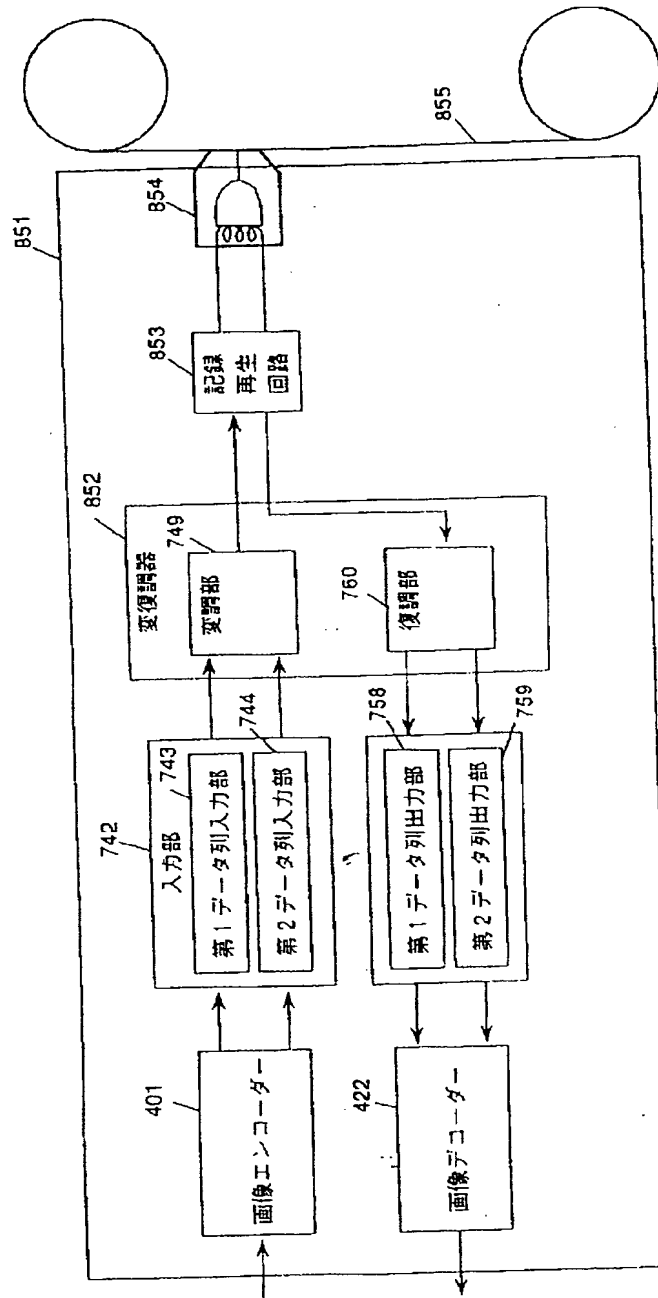 851
742
入力部
743
第1データ列入力部
744
第2データ列入力部
401
画像エンコーダー
852
変復調器
749
変調部
760
復調部
853
記録
再生
回路
854
855
758
第1データ列出力部
759
第2データ列出力部
422
画像デコーダー